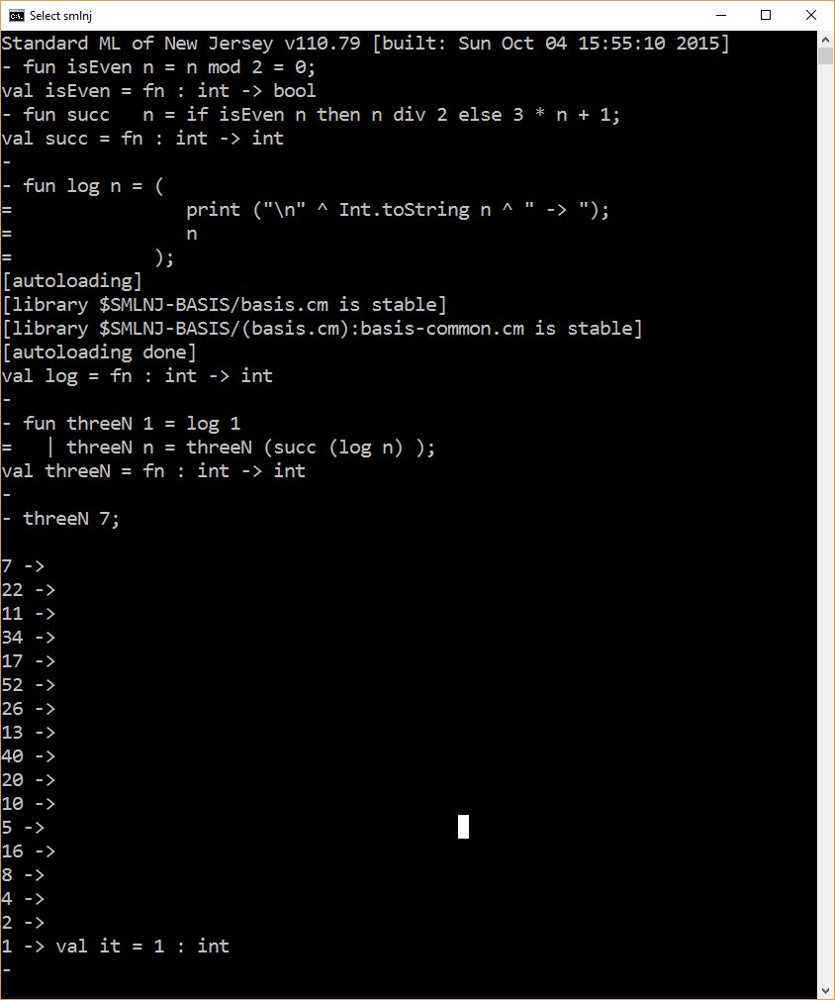 Select smlnj
Standard ML of New Jersey v110.79 [built: Sun Oct 04 15:55:10 2015]
- fun isEven n = n mod 2 = 0;
val isEven = fn : int -> bool
- fun succ   n = if isEven n then n div 2 else 3 * n + 1;
val succ = fn : int -> int
-
- fun log n = (
=                print ("\n" ^ Int.toString n ^ " -> ");
=                n
=             );
[autoloading]
[library $SMLNJ-BASIS/basis.cm is stable]
[library $SMLNJ-BASIS/(basis.cm):basis-common.cm is stable]
[autoloading done]
val log = fn : int -> int
-
- fun threeN 1 = log 1
=   | threeN n = threeN (succ (log n) );
val threeN = fn : int -> int
-
- threeN 7;

7 ->
22 ->
11 ->
34 ->
17 ->
52 ->
26 ->
13 ->
40 ->
20 ->
10 ->
5 ->
16 ->
8 ->
4 ->
2 ->
1 -> val it = 1 : int
-